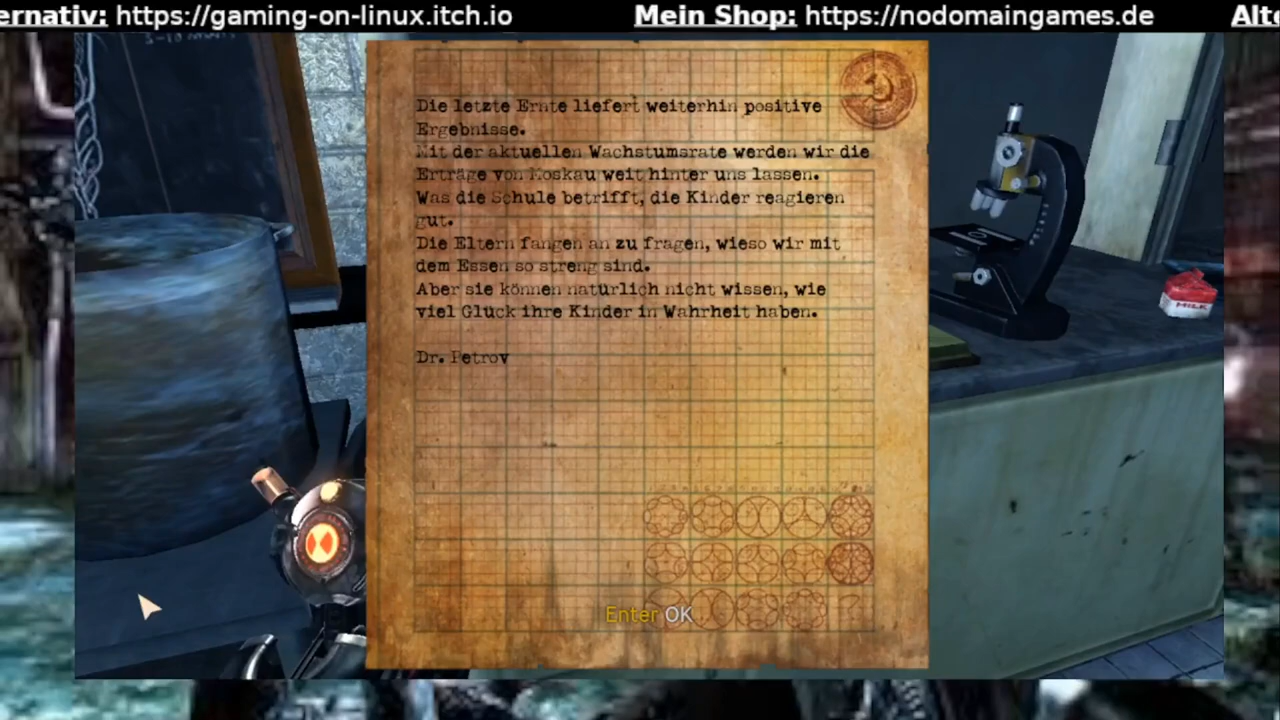 ernativ: https://gaming-on-linux.itch.io Mein Shop: https://nodomaingames.de Alte
Die letzte Ernte liefert weiterhin positive
Ergebnisse.
Mit der aktuellen Wachstumsrate werden wir die
Erträge von Moskau weit hinter uns lassen.
Was die Schule betrifft, die Kinder reagieren
gut.
Die Eltern fangen an zu fragen, wieso wir mit
dem Essen so streng sind.
Aber sie können natürlich nicht wissen, wie
viel Glück ihre Kinder in Wahrheit haben.
Dr. Petrov
MILK
Enter OK